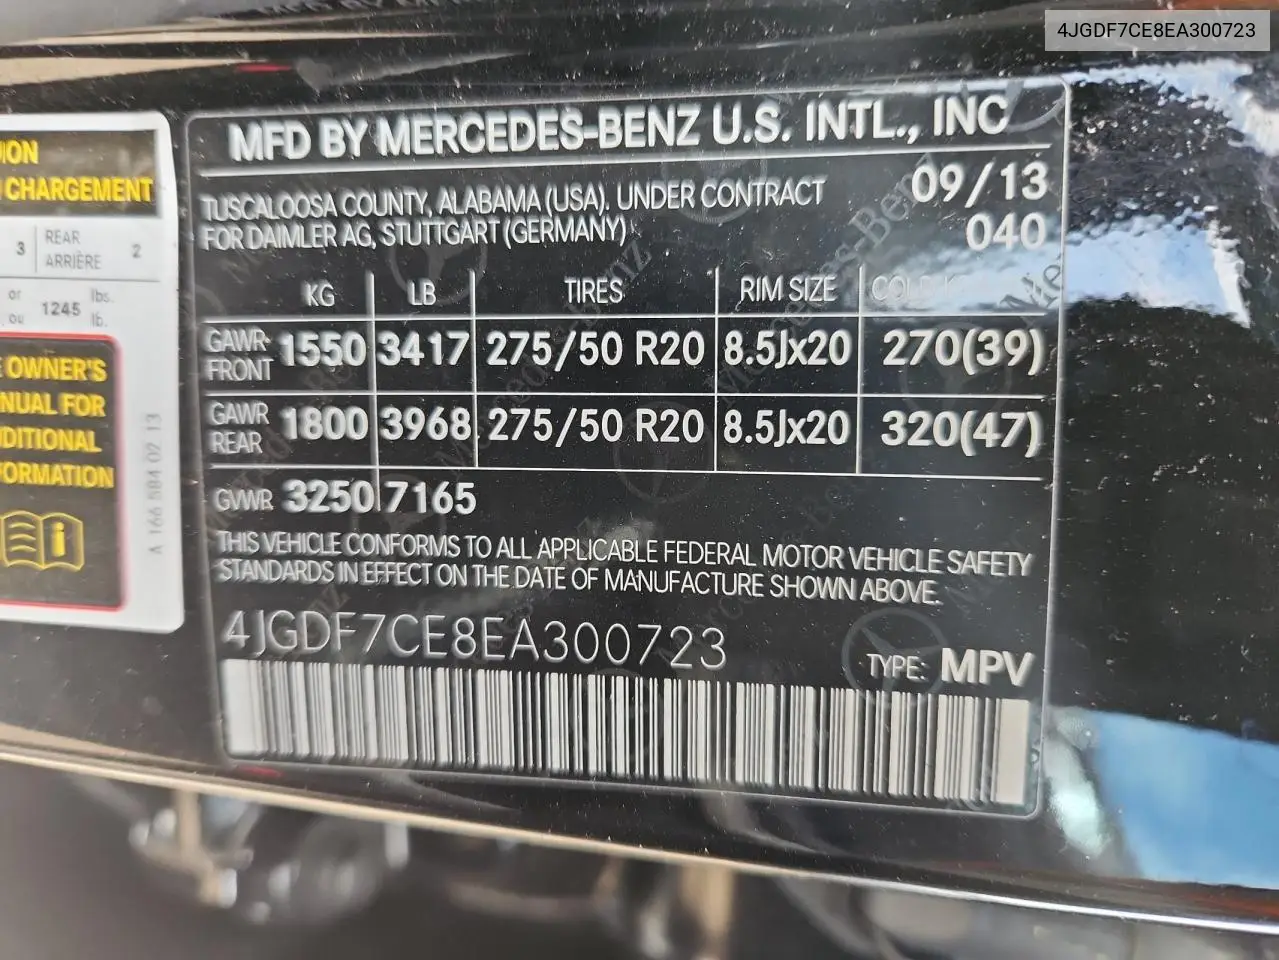 4JGDF7CE8EA300723
CHARGEMENT
3 REAR ARRIÈRE 2
or ou 1245 lbs. lb.
OWNER'S
FOR
A 166 584 02 13
MFD BY MERCEDES-BENZ U.S. INTL., INC
TUSCALOOSA COUNTY, ALABAMA (USA), UNDER CONTRACT 09/13
FOR DAIMLER AG, STUTTGART (GERMANY) 040
KG LB TIRES RIM SIZE COLD
GAWR FRONT 1550 3417 275/50 R20 8.5Jx20 270(39)
GAWR REAR 1800 3968 275/50 R20 8.5Jx20 320(47)
GVWR 3250 7165
THIS VEHICLE CONFORMS TO ALL APPLICABLE FEDERAL MOTOR VEHICLE SAFETY
STANDARDS IN EFFECT ON THE DATE OF MANUFACTURE SHOWN ABOVE.
4JGDF7CE8EA300723
TYPE: MPV